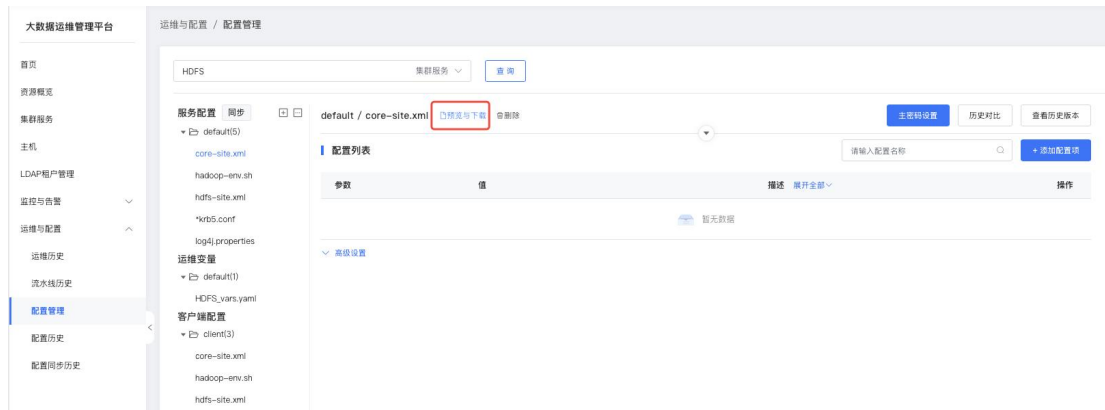 大数据运维管理平台
运维与配置 / 配置管理
首页
资源概览
集群服务
主机
LDAP租户管理
监控与告警
运维与配置
运维历史
流水线历史
配置管理
配置历史
配置同步历史
HDFS 集群服务 查询
服务配置 同步
default(5)
core-site.xml
hadoop-env.sh
hdfs-site.xml
*krb5.conf
log4j.properties
运维变量
default(1)
HDFS_vars.yaml
客户端配置
client(3)
core-site.xml
hadoop-env.sh
hdfs-site.xml
default / core-site.xml 预览与下载 删除
主密码设置 历史对比 查看历史版本
配置列表
请输入配置名称 + 添加配置项
参数 值 描述 展开全部 操作
暂无数据
高级设置